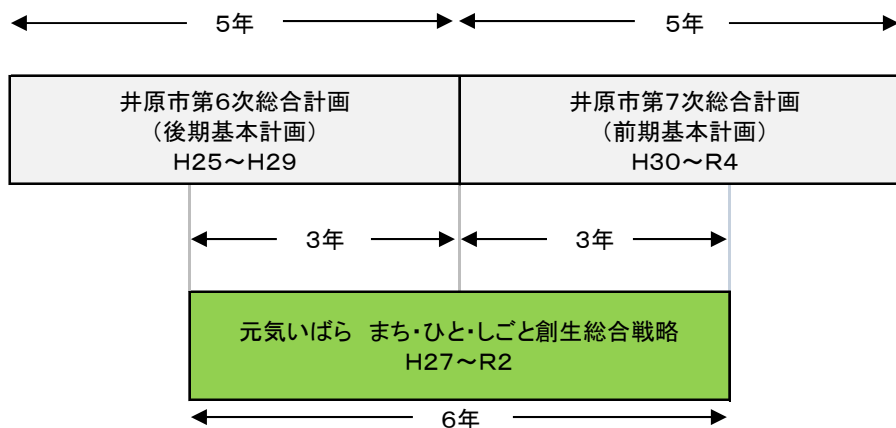 5年
5年
井原市第6次総合計画
(後期基本計画)
H25～H29
井原市第7次総合計画
(前期基本計画)
H30～R4
3年
3年
元気いばら　まち・ひと・しごと創生総合戦略
H27～R2
6年